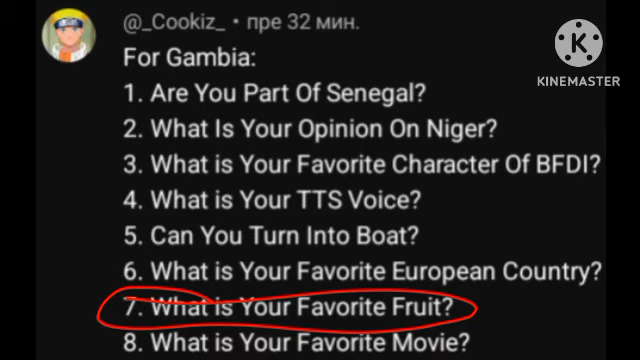 @_Cookiz_ • пре 32 мин.
For Gambia:
1. Are You Part Of Senegal?
2. What Is Your Opinion On Niger?
3. What is Your Favorite Character Of BFDI?
4. What is Your TTS Voice?
5. Can You Turn Into Boat?
6. What is Your Favorite European Country?
7. What is Your Favorite Fruit?
8. What is Your Favorite Movie?
K
KINEMASTER